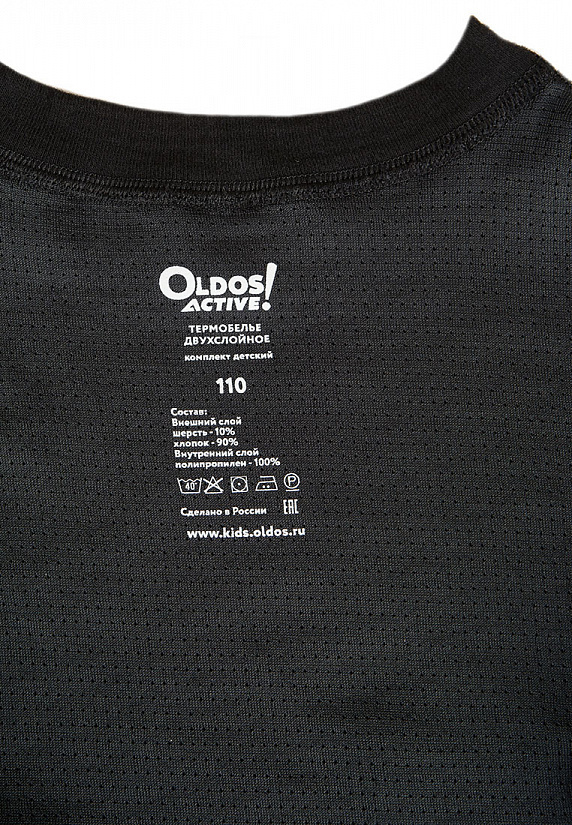 OLDOS!
ACTIVE
ТЕРМОБЕЛЬЕ
ДВУХСЛОЙНОЕ
комплект детский
110
Состав:
Внешний слой
шерсть - 10%
хлопок - 90%
Внутренний слой
полипропилен - 100%
40° P
Сделано в России EAC
www.kids.oldos.ru